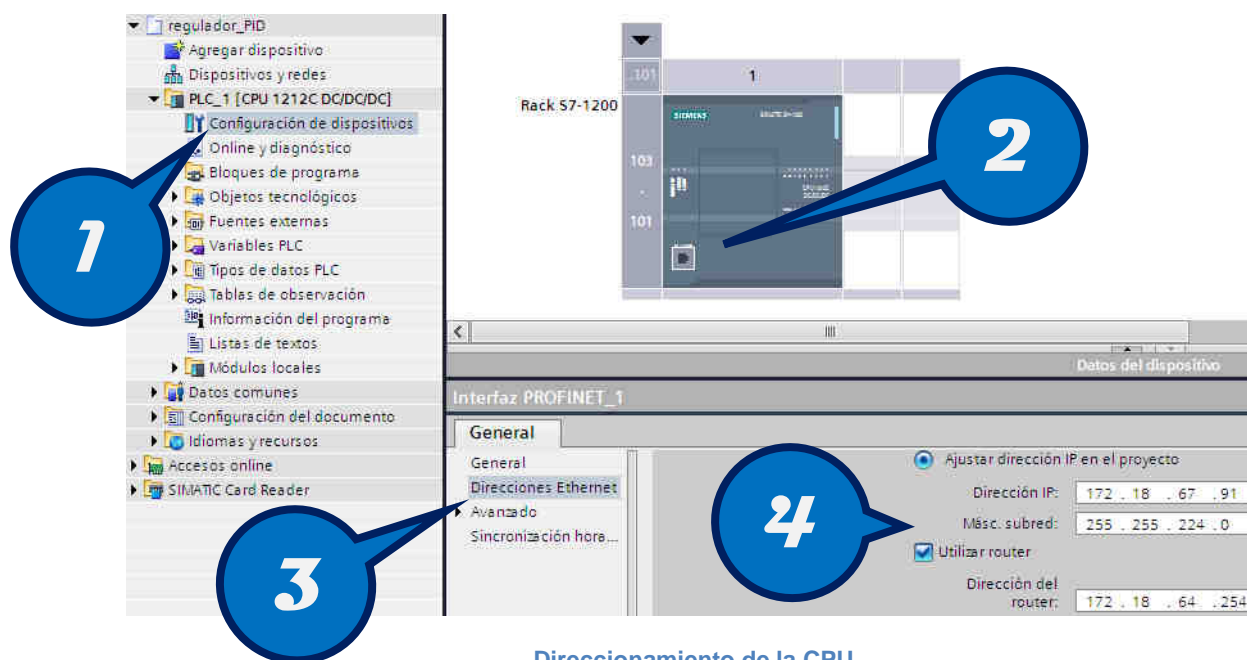 regulador_PID
Agregar dispositivo
Dispositivos y redes
PLC_1 [CPU 1212C DC/DC/DC]
Configuración de dispositivos
Online y diagnóstico
Bloques de programa
Objetos tecnológicos
Fuentes externas
Variables PLC
Tipos de datos PLC
Tablas de observación
Información del programa
Listas de textos
Módulos locales
Datos comunes
Configuración del documento
Idiomas y recursos
Accesos online
SIMATIC Card Reader
1
2
3
4
.101
1
Rack S7-1200
SIEMENS
103
101
Datos del dispositivo
Interfaz PROFINET_1
General
General
Direcciones Ethernet
Avanzado
Sincronización hora...
Ajustar dirección IP en el proyecto
Dirección IP: 172 . 18 . 67 . 91
Másc. subred: 255 . 255 . 224 . 0
Utilizar router
Dirección del
router: 172 . 18 . 64 . 254
Direccionamiento de la CPU